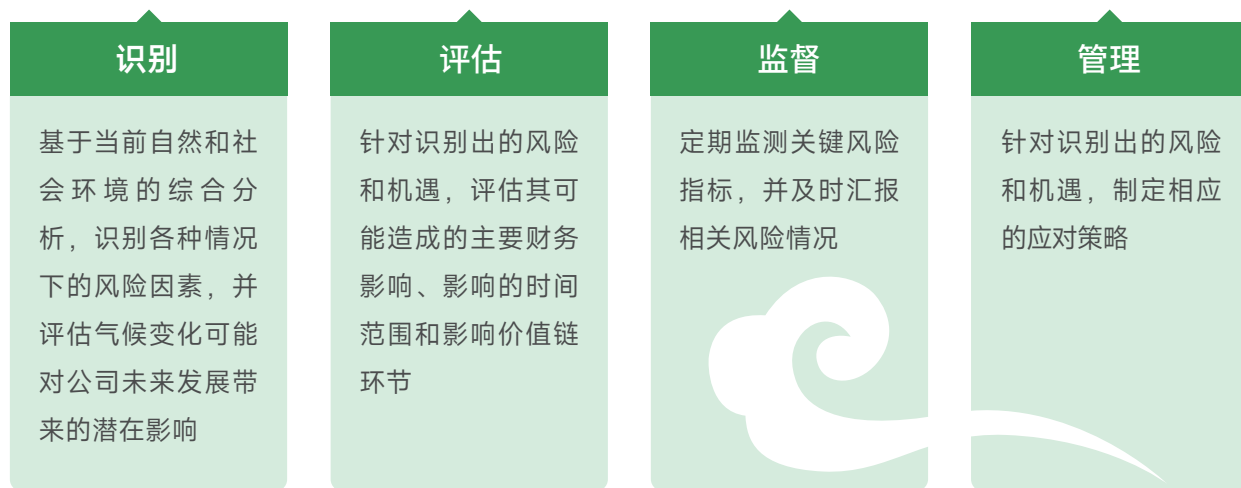 识别
基于当前自然和社
会环境的综合分
析，识别各种情况
下的风险因素，并
评估气候变化可能
对公司未来发展带
来的潜在影响
评估
针对识别出的风险
和机遇，评估其可
能造成的主要财务
影响、影响的时间
范围和影响价值链
环节
监督
定期监测关键风险
指标，并及时汇报
相关风险情况
管理
针对识别出的风险
和机遇，制定相应
的应对策略